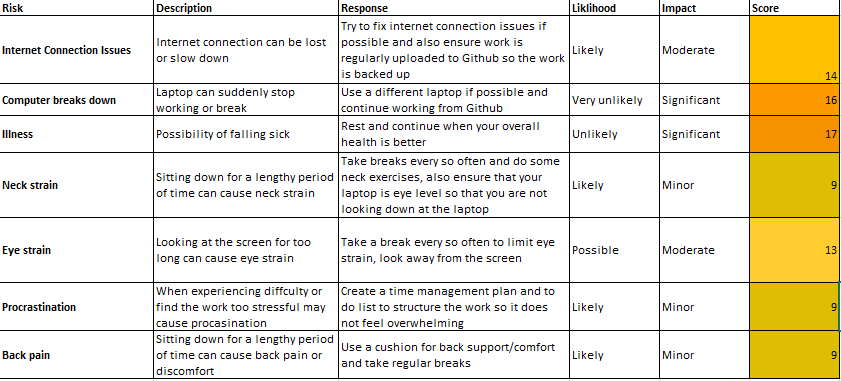 Risk Description Response Liklihood Impact Score
Internet Connection Issues
Internet connection can be lost
or slow down
Try to fix internet connection issues if
possible and also ensure work is
regularly uploaded to Github so the work
is backed up
Likely
Moderate
14
Computer breaks down
Laptop can suddenly stop
working or break
Use a different laptop if possible and
continue working from Github
Very unlikely
Significant
16
Illness
Possibility of falling sick
Rest and continue when your overall
health is better
Unlikely
Significant
17
Neck strain
Sitting down for a lengthy period
of time can cause neck strain
Take breaks every so often and do some
neck exercises, also ensure that your
laptop is eye level so that you are not
looking down at the laptop
Likely
Minor
9
Eye strain
Looking at the screen for too
long can cause eye strain
Take a break every so often to limit eye
strain, look away from the screen
Possible
Moderate
13
Procrastination
When experiencing diffculty or
find the work too stressful may
cause procasination
Create a time management plan and to
do list to structure the work so it does
not feel overwhelming
Likely
Minor
9
Back pain
Sitting down for a lengthy period
of time can cause back pain or
discomfort
Use a cushion for back support/comfort
and take regular breaks
Likely
Minor
9